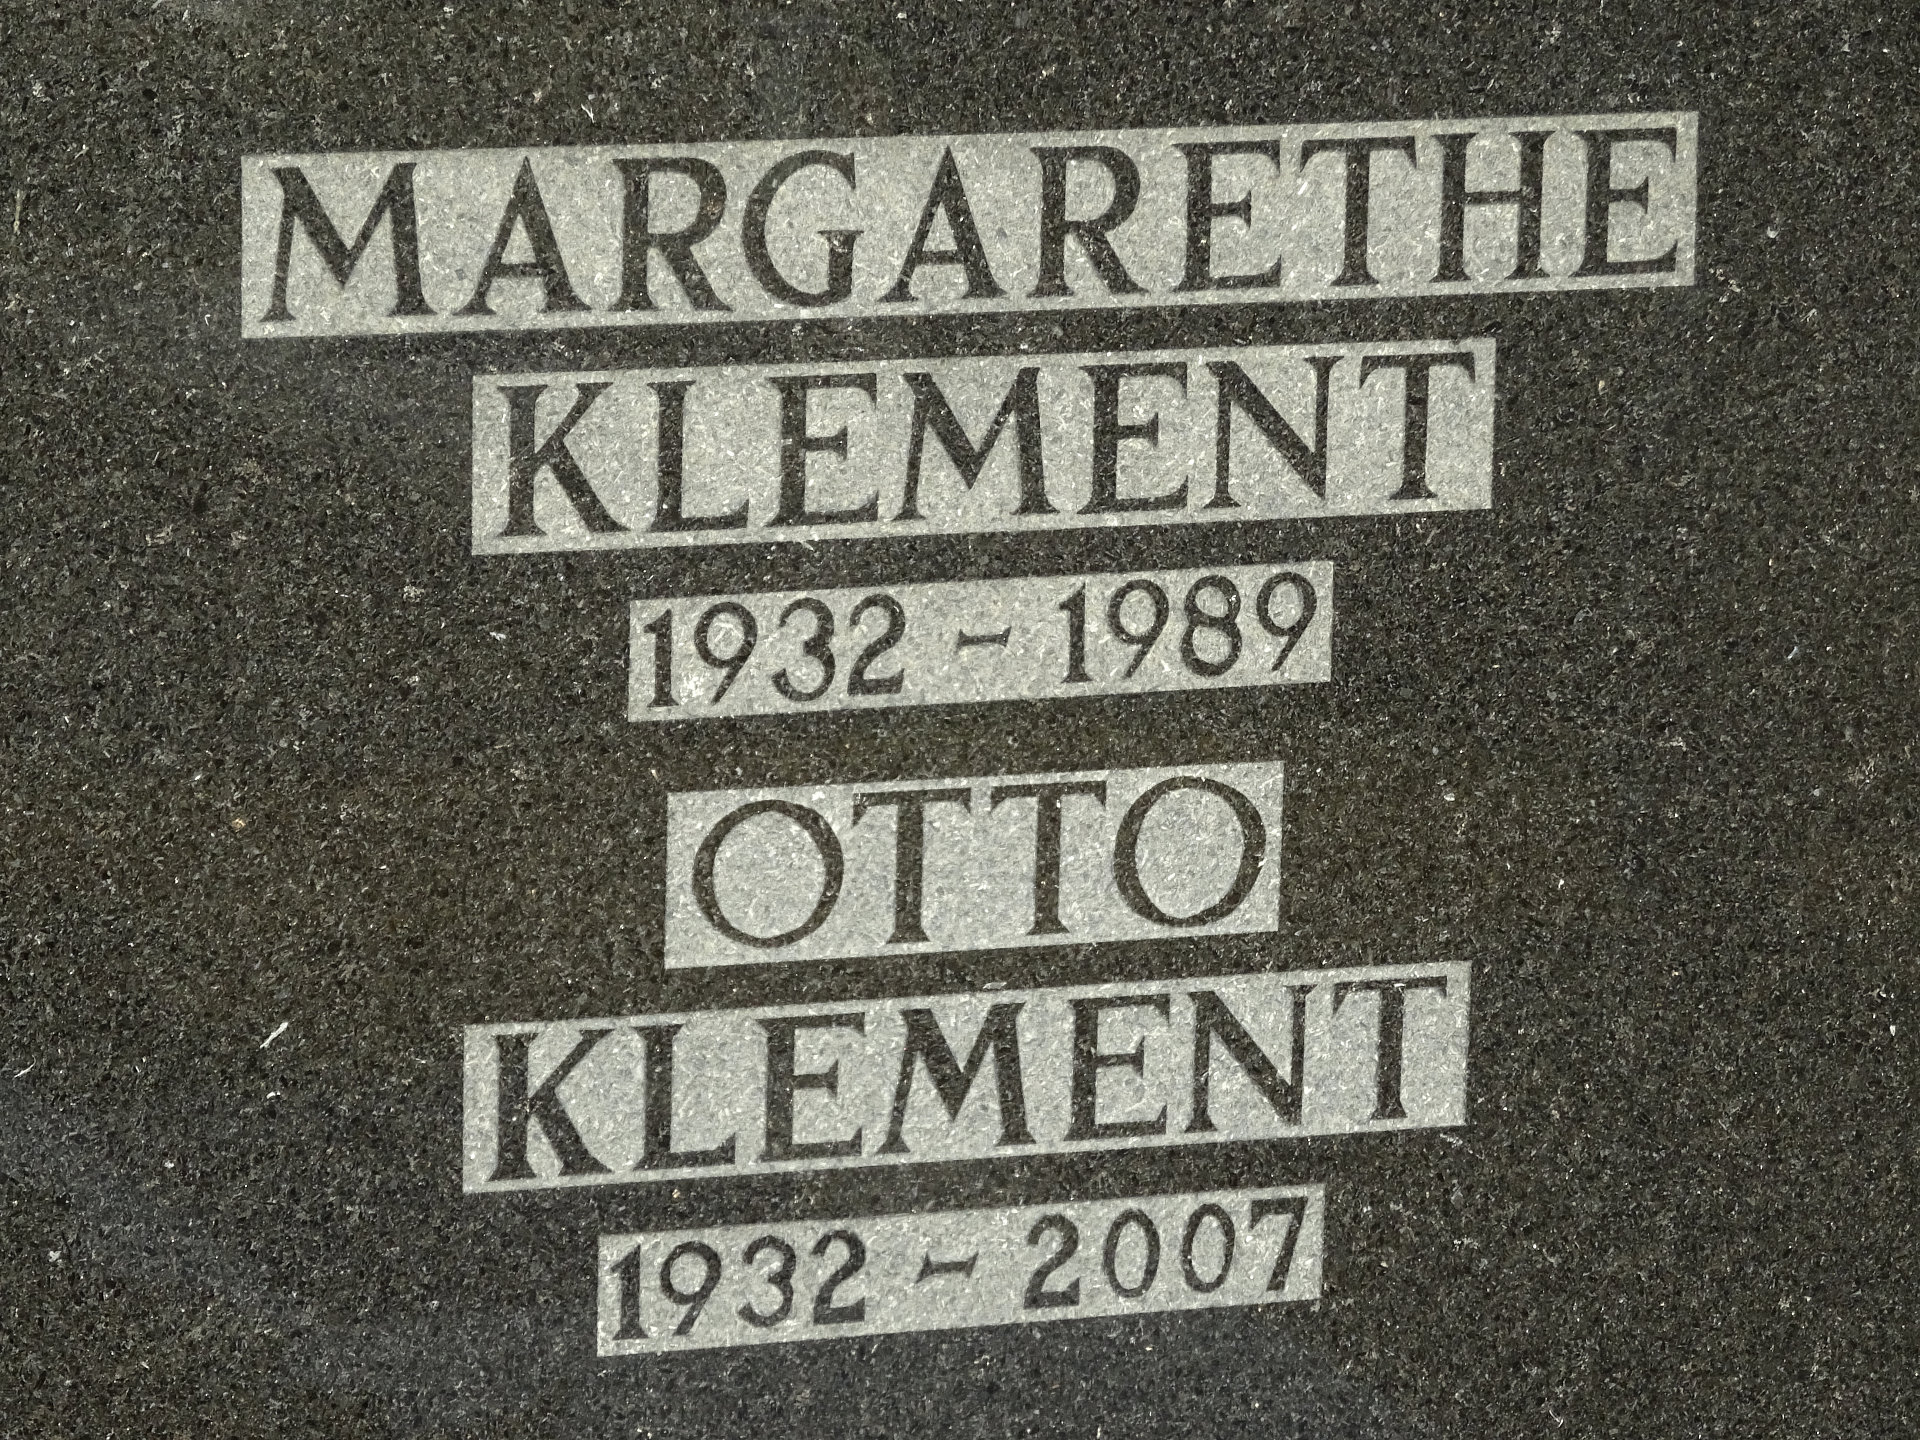 MARGARETHE
KLEMENT
1932 - 1989
OTTO
KLEMENT
1932 - 2007